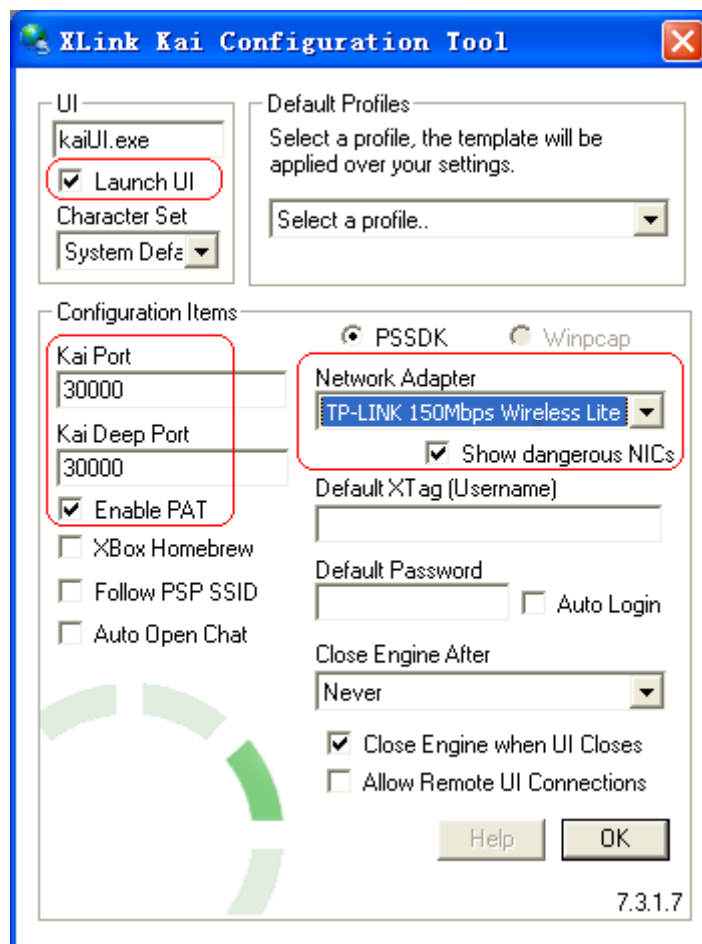 XLink Kai Configuration Tool
UI
kaiUI.exe
Launch UI
Character Set
System Defa
Default Profiles
Select a profile, the template will be
applied over your settings.
Select a profile..
Configuration Items
Kai Port
30000
Kai Deep Port
30000
Enable PAT
XBox Homebrew
Follow PSP SSID
Auto Open Chat
PSSDK
Winpcap
Network Adapter
TP-LINK 150Mbps Wireless Lite
Show dangerous NICs
Default XTag (Username)
Default Password
Auto Login
Close Engine After
Never
Close Engine when UI Closes
Allow Remote UI Connections
Help
OK
7.3.1.7